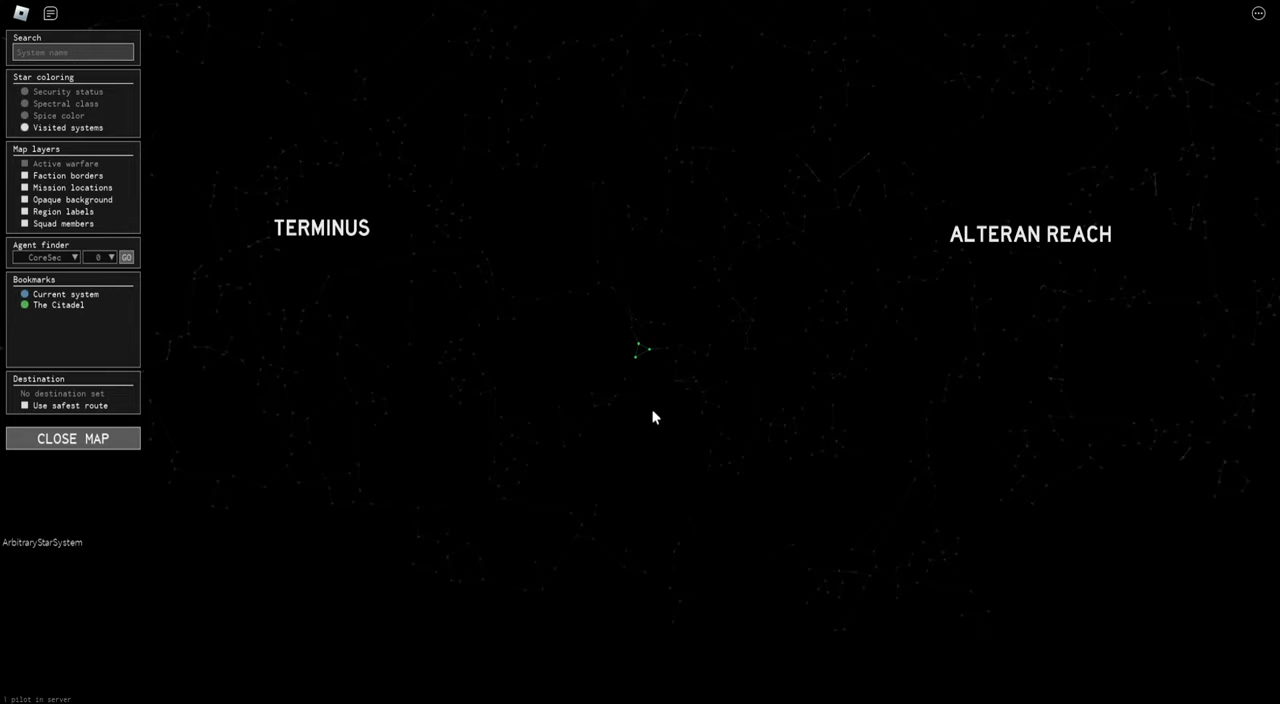 Search
System name
Star coloring
Security status
Spectral class
Spice color
Visited systems
Map layers
Active warfare
Faction borders
Mission locations
Opaque background
Region labels
Squad members
Agent finder
CoreSec ▼ 0 ▼ GO
Bookmarks
Current system
The Citadel
Destination
No destination set
Use safest route
CLOSE MAP
TERMINUS
ALTERAN REACH
ArbitraryStarSystem
1 pilot in server